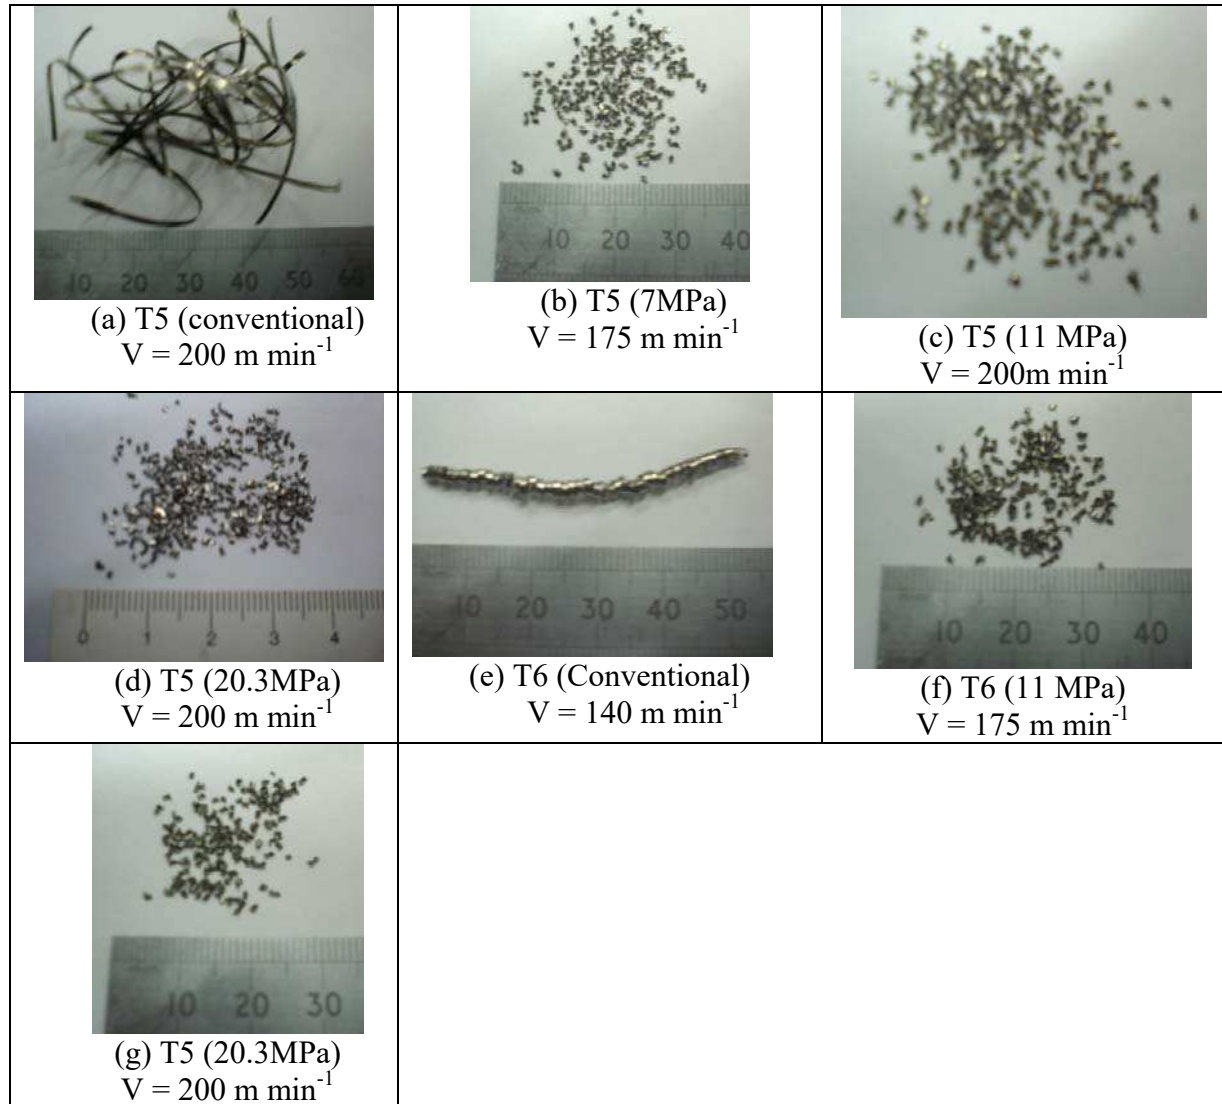 10 20 30 40 50 60
(a) T5 (conventional)
V = 200 m min⁻¹
10 20 30 40
(b) T5 (7MPa)
V = 175 m min⁻¹
(c) T5 (11 MPa)
V = 200m min⁻¹
0 1 2 3 4
(d) T5 (20.3MPa)
V = 200 m min⁻¹
10 20 30 40 50
(e) T6 (Conventional)
V = 140 m min⁻¹
10 20 30 40
(f) T6 (11 MPa)
V = 175 m min⁻¹
10 20 30
(g) T5 (20.3MPa)
V = 200 m min⁻¹